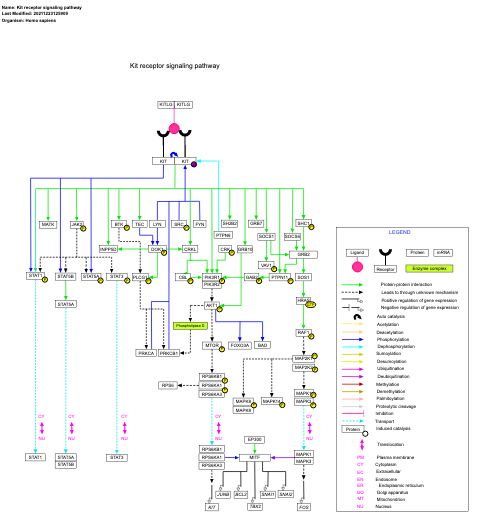 Name: Kit receptor signaling pathway
Last Modified: 20211223125909
Organism: Homo sapiens
Kit receptor signaling pathway
KITLG KITLG
KIT KIT
MATK JAK2 BTK TEC LYN SRC FYN SH2B2 GRB7 SHC1
PTPN6 SOCS1 SOCS6
INPP5D DOK1 CRKL CRK GRB10 GRB2
VAV1
STAT1 STAT5B STAT5A STAT3 PLCG1 CBL PIK3R1 GAB2 PTPN11 SOS1
PIK3R2
STAT5A AKT1 HRAS
Phospholipase D
RAF1
PRKCA PRKCB1 MTOR FOXO3A BAD
MAP2K1
MAP2K2
RPS6 RPS6KB1
RPS6KA1
RPS6KA3
MAPK8 MAPK14 MAPK1
MAPK9 MAPK3
CY CY CY CY CY
NU NU NU NU NU
STAT1 STAT5A STAT3
STAT5B
EP300
RPS6KB1
RPS6KA1 MITF MAPK1
RPS6KA3 MAPK3
JUNB BCL2 SNAI1 SNAI2
KIT TBX2 FOS
LEGEND
Ligand Protein mRNA
Receptor Enzyme complex
Protein-protein interaction
Leads to through unknown mechanism
Positive regulation of gene expression
Negative regulation of gene expression
Auto catalysis
Acetylation
Deacetylation
Phosphorylation
Dephosphorylation
Sumoylation
Desumoylation
Ubiquitination
Deubiquitination
Methylation
Demethylation
Palmitoylation
Proteolytic cleavage
Inhibition
Transport
Protein Induced catalysis
Translocation
PM Plasma membrane
CY Cytoplasm
EC Extracellular
EN Endosome
ER Endoplasmic reticulum
GO Golgi apparatus
MT Mitochondrion
NU Nucleus